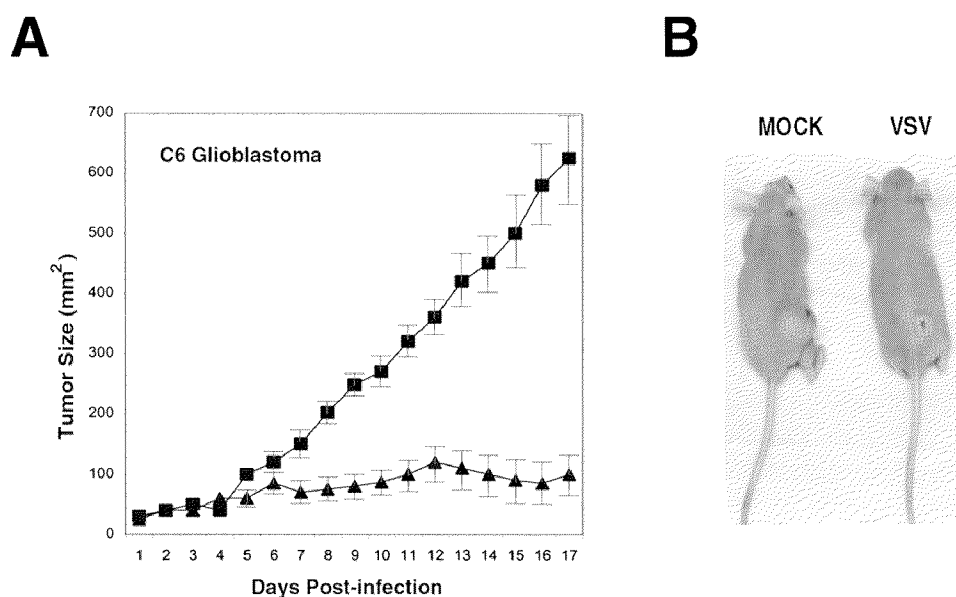 A
B
C6 Glioblastoma
MOCK VSV
Tumor Size (mm2)
700
600
500
400
300
200
100
0
1 2 3 4 5 6 7 8 9 10 11 12 13 14 15 16 17
Days Post-infection